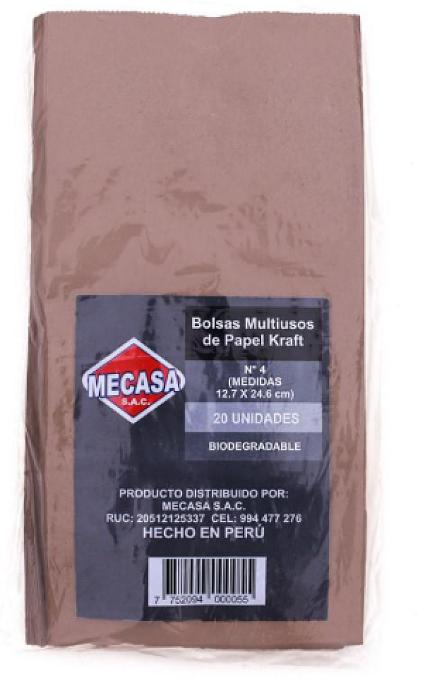 Bolsas Multiusos
de Papel Kraft
N° 4
(MEDIDAS
12.7 X 24.6 cm)
20 UNIDADES
BIODEGRADABLE
MECASA
S.A.C.
PRODUCTO DISTRIBUIDO POR:
MECASA S.A.C.
RUC: 20512125337 CEL: 994 477 276
HECHO EN PERÚ
7 752094 000055